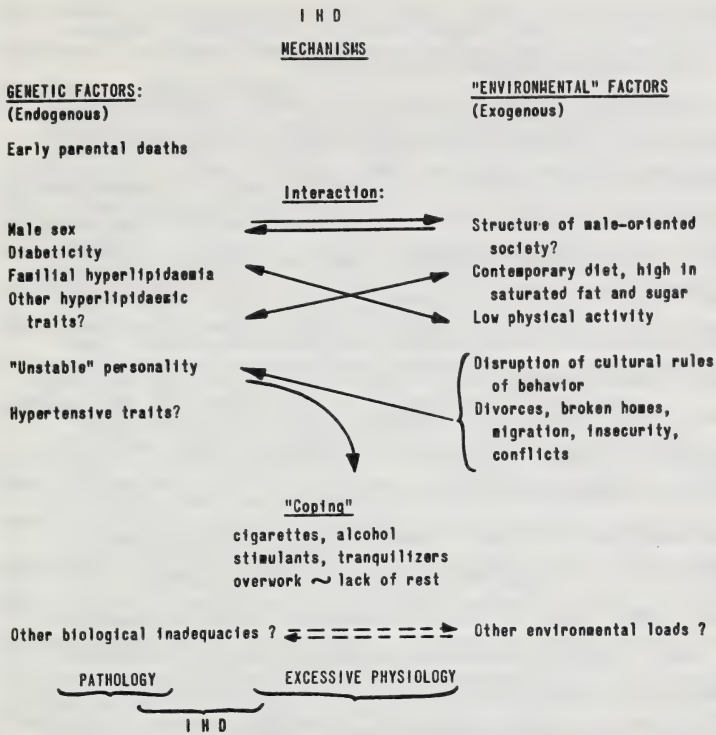 I H D
MECHANISMS
GENETIC FACTORS:
(Endogenous)
Early parental deaths
"ENVIRONMENTAL" FACTORS
(Exogenous)
Interaction:
Male sex
Diabeticity
Familial hyperlipidaemia
Other hyperlipidaemic
traits?
Structure of male-oriented
society?
Contemporary diet, high in
saturated fat and sugar
Low physical activity
"Unstable" personality
Hypertensive traits?
Disruption of cultural rules
of behavior
Divorces, broken homes,
migration, insecurity,
conflicts
"Coping"
cigarettes, alcohol
stimulants, tranquilizers
overwork ~ lack of rest
Other biological inadequacies ?
Other environmental loads ?
PATHOLOGY
EXCESSIVE PHYSIOLOGY
I H D